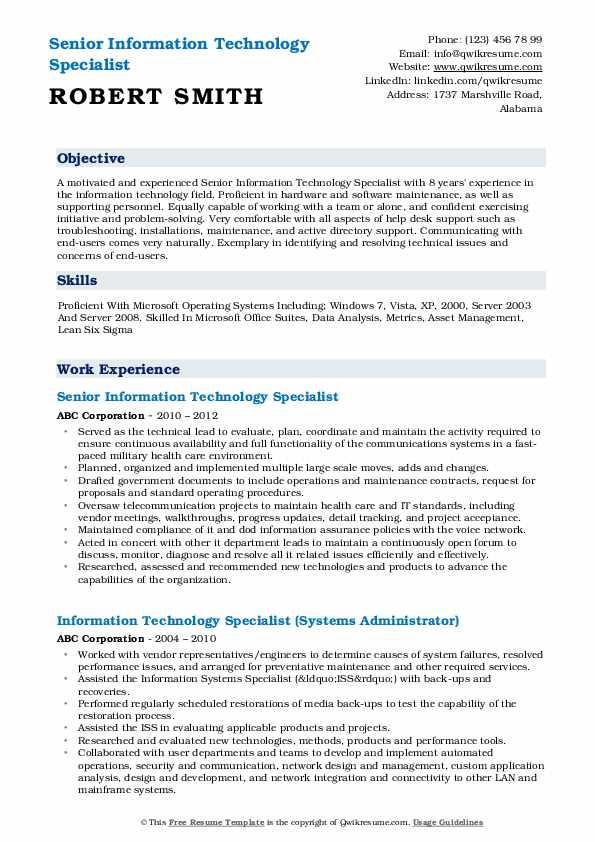 Senior Information Technology
Specialist
ROBERT SMITH
Phone: (123) 456 78 99
Email: info@qwikresume.com
Website: www.qwikresume.com
LinkedIn: linkedin.com/qwikresume
Address: 1737 Marshville Road,
Alabama
Objective
A motivaied and experienced Senior Information Technology Specialist with 8 years' experience in
the information technology field. Proficient in hardware and software maintenance, as well as
supporting personnel. Equally capable of working with a team or alone, and confident exercising
initiative and problem-solving. Very comfortable with all aspects of help desk support such as
troubleshooting, installations, maintenance, and active directory support. Communicating with
end-users comes very naturally. Exemplary in identifying and resolving technical issues and
concerns of end-users.
Skills
Proficient With Microsoft Operating Systems Including; Windows 7, Vista, XP, 2000, Server 2003
And Server 2008. Skilled In Microsoft Office Suites, Data Analysis, Metrics, Asset Management,
Lean Six Sigma
Work Experience
Senior Information Technology Specialist
ABC Corporation - 2010 – 2012
• Served as the technical lead to evaluate, plan, coordinate and maintain the activity required to
ensure continuous availability and full functionality of the communications systems in a fast-
paced military health care environment.
• Planned, organized and implemented multiple large scale moves, adds and changes.
• Drafted government documents to include operations and maintenance contracts, request for
proposals and standard operating procedures.
• Oversaw telecommunication projects to maintain health care and IT standards, including
vendor meetings, walkthroughs, progress updates, detail tracking, and project acceptance.
• Maintained compliance of it and dod information assurance policies with the voice network.
• Acted in concert with other it department leads to maintain a continuously open forum to
discuss, monitor, diagnose and resolve all it related issues efficiently and effectively.
• Researched, assessed and recommended new technologies and products to advance the
capabilities of the organization.
Information Technology Specialist (Systems Administrator)
ABC Corporation - 2004 – 2010
• Worked with vendor representatives/engineers to determine causes of system failures, resolved
performance issues, and arranged for preventative maintenance and other required services.
• Assisted the Information Systems Specialist (&ldquo;ISS&rdquo;) with back-ups and
recoveries.
• Performed regularly scheduled restorations of media back-ups to test the capability of the
restoration process.
• Assisted the ISS in evaluating applicable products and projects.
• Researched and evaluated new technologies, methods, products and performance tools.
• Collaborated with user departments and teams to develop and implement automated
operations, security and communication, network design and management, custom application
analysis, design and development, and network integration and connectivity to other LAN and
mainframe systems.
© This Free Resume Template is the copyright of Qwikresume.com. Usage Guidelines